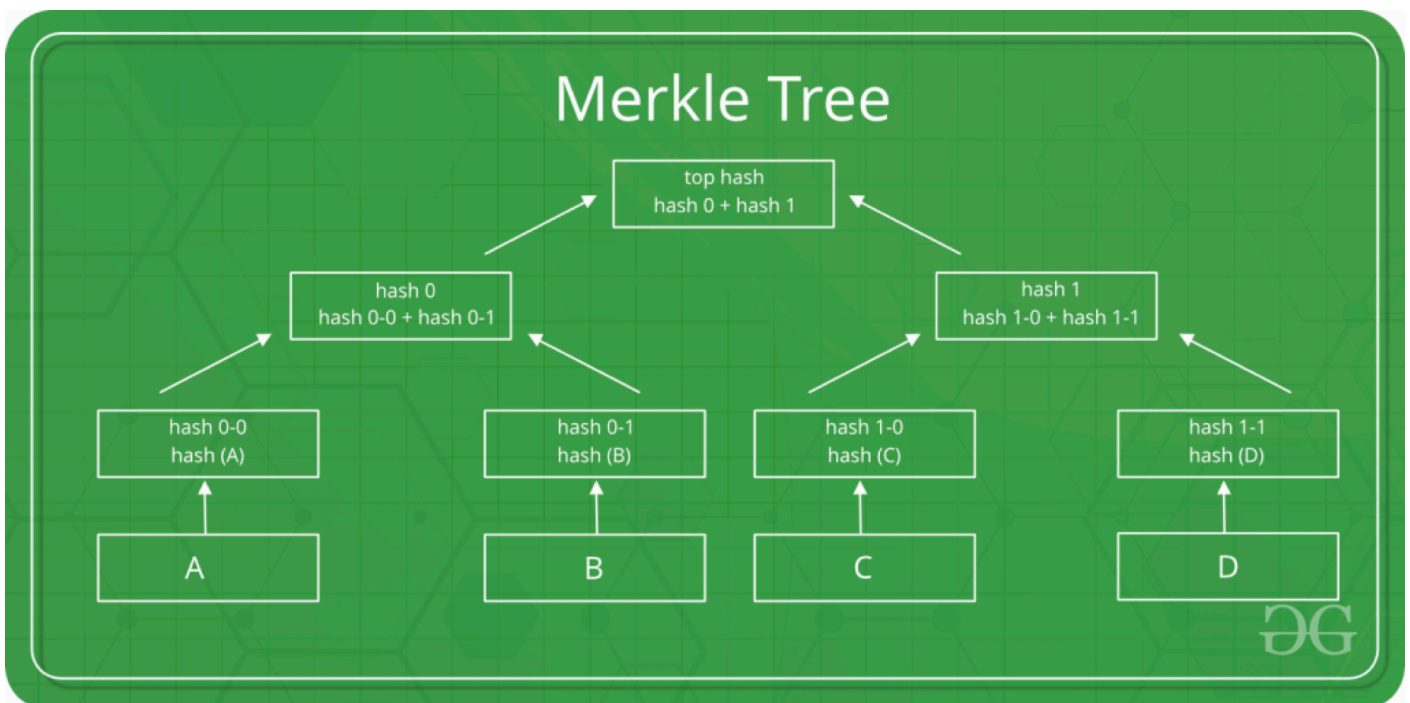 Merkle Tree
top hash
hash 0 + hash 1
hash 0
hash 0-0 + hash 0-1
hash 1
hash 1-0 + hash 1-1
hash 0-0
hash (A)
hash 0-1
hash (B)
hash 1-0
hash (C)
hash 1-1
hash (D)
A
B
C
D